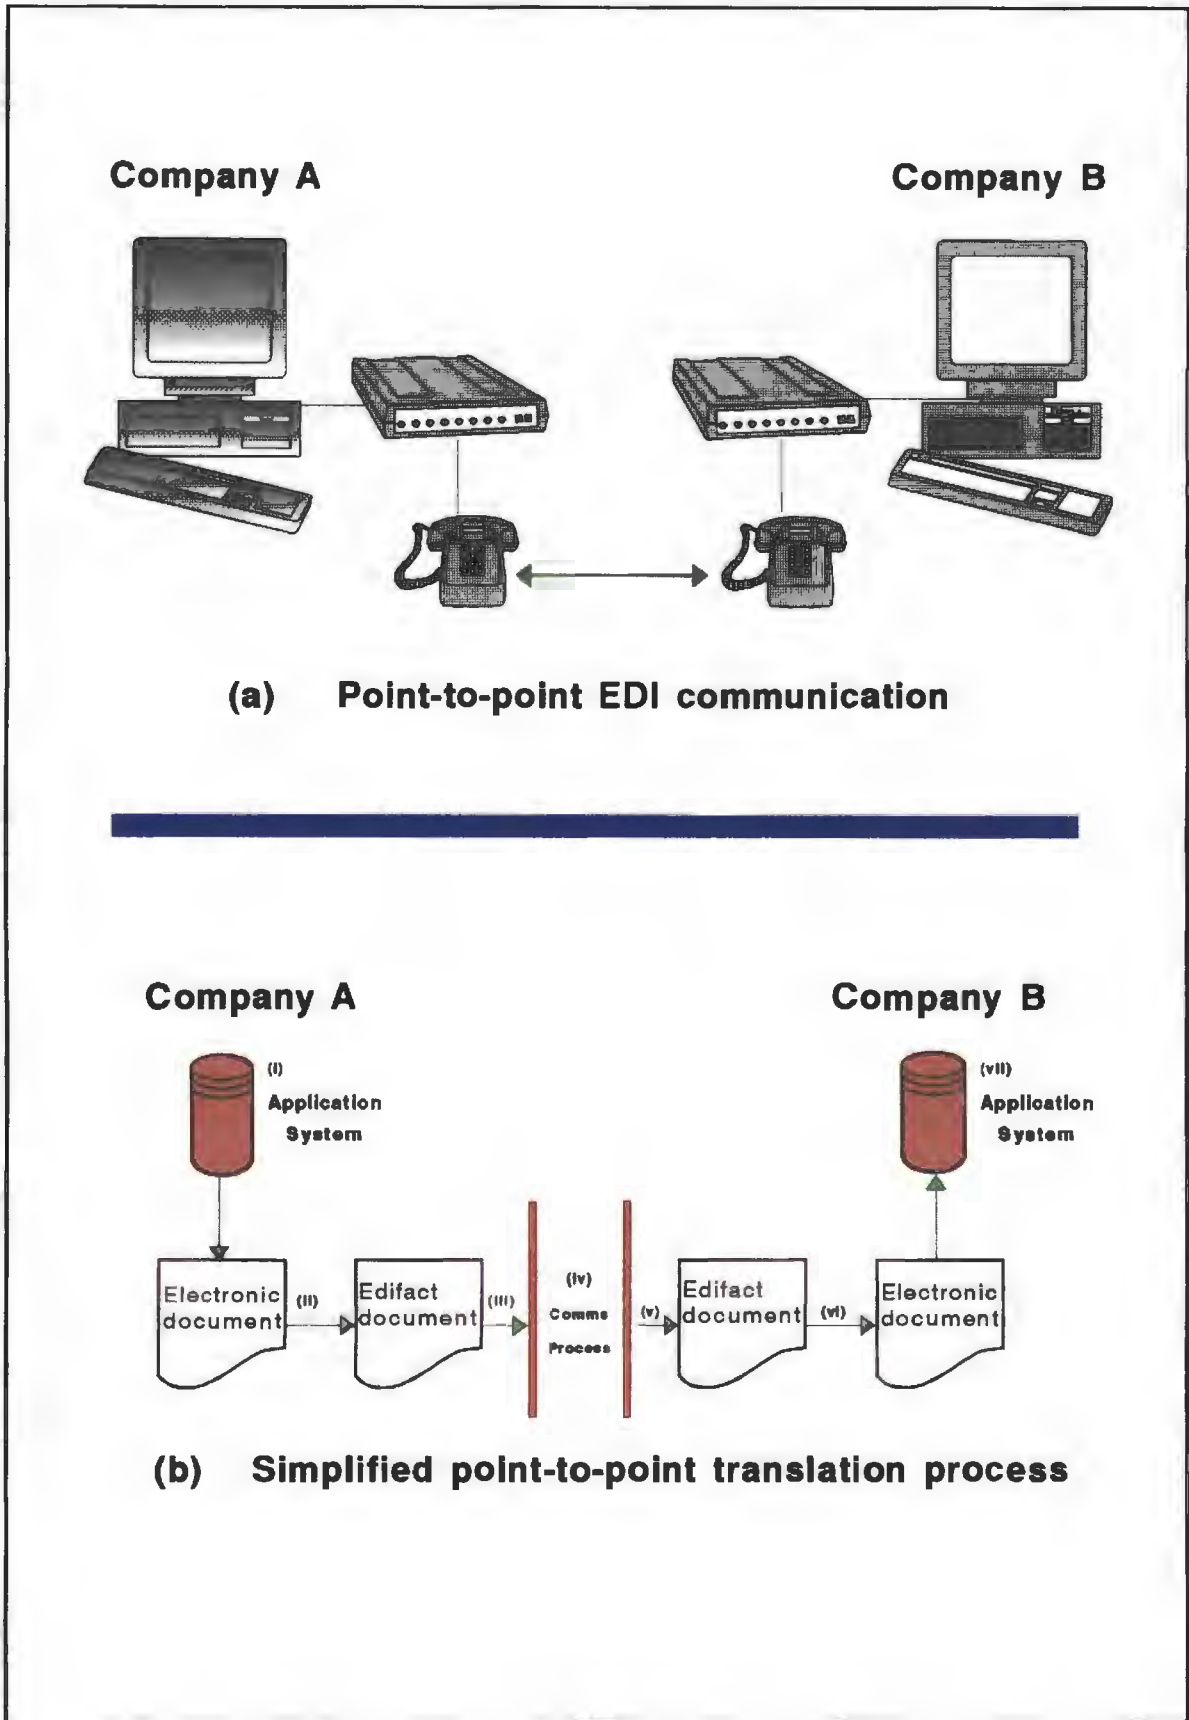 Company A
Company B
(a) Point-to-point EDI communication
Company A
Company B
(i)
Application
System
(vii)
Application
System
Electronic
document
(ii)
Edifact
document
(iii)
(iv)
Comms
Process
(v)
Edifact
document
(vi)
Electronic
document
(b) Simplified point-to-point translation process